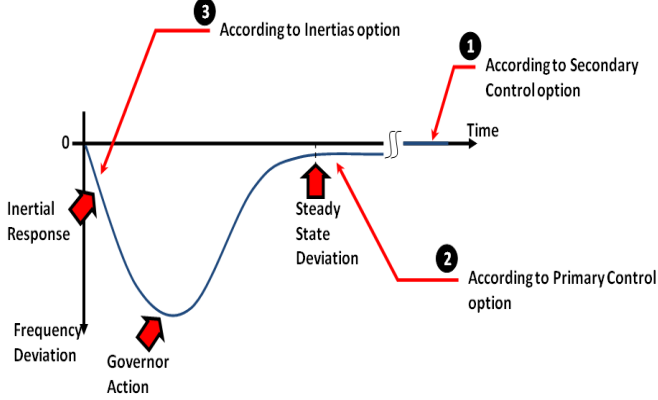 3
According to Inertias option
1
According to Secondary
Control option
Time
0
Inertial
Response
Steady
State
Deviation
2
According to Primary Control
option
Frequency
Deviation
Governor
Action